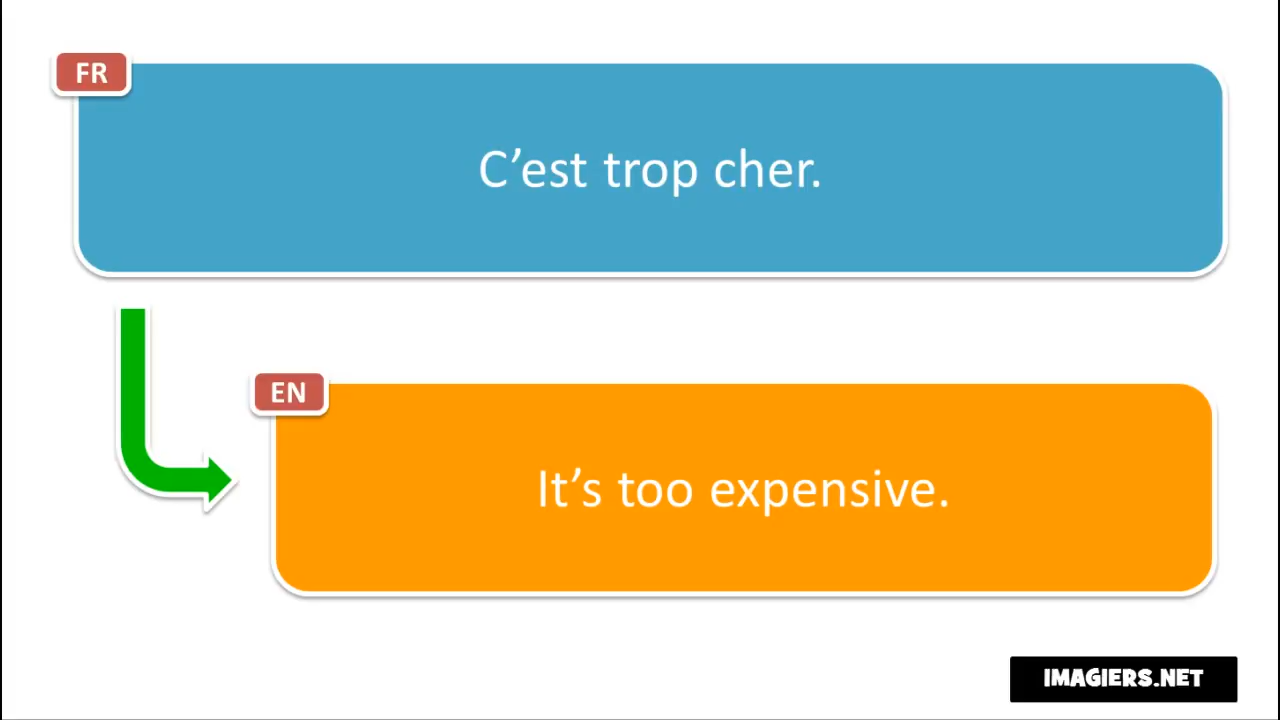 FR
C’est trop cher.
EN
It’s too expensive.
IMAGIERS.NET